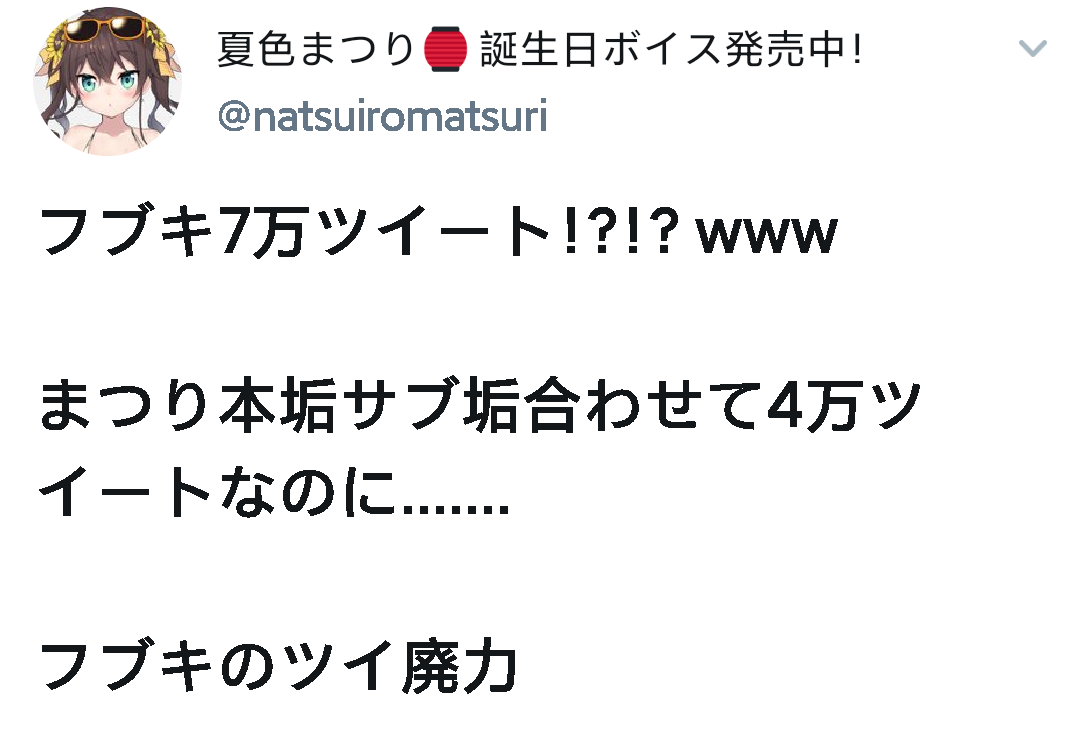 夏色まつり🏮誕生日ボイス発売中!
@natsuiromatsuri
フブキ7万ツイート!?!? www
まつり本垢サブ垢合わせて4万ツ
イートなのに.......
フブキのツイ廃力